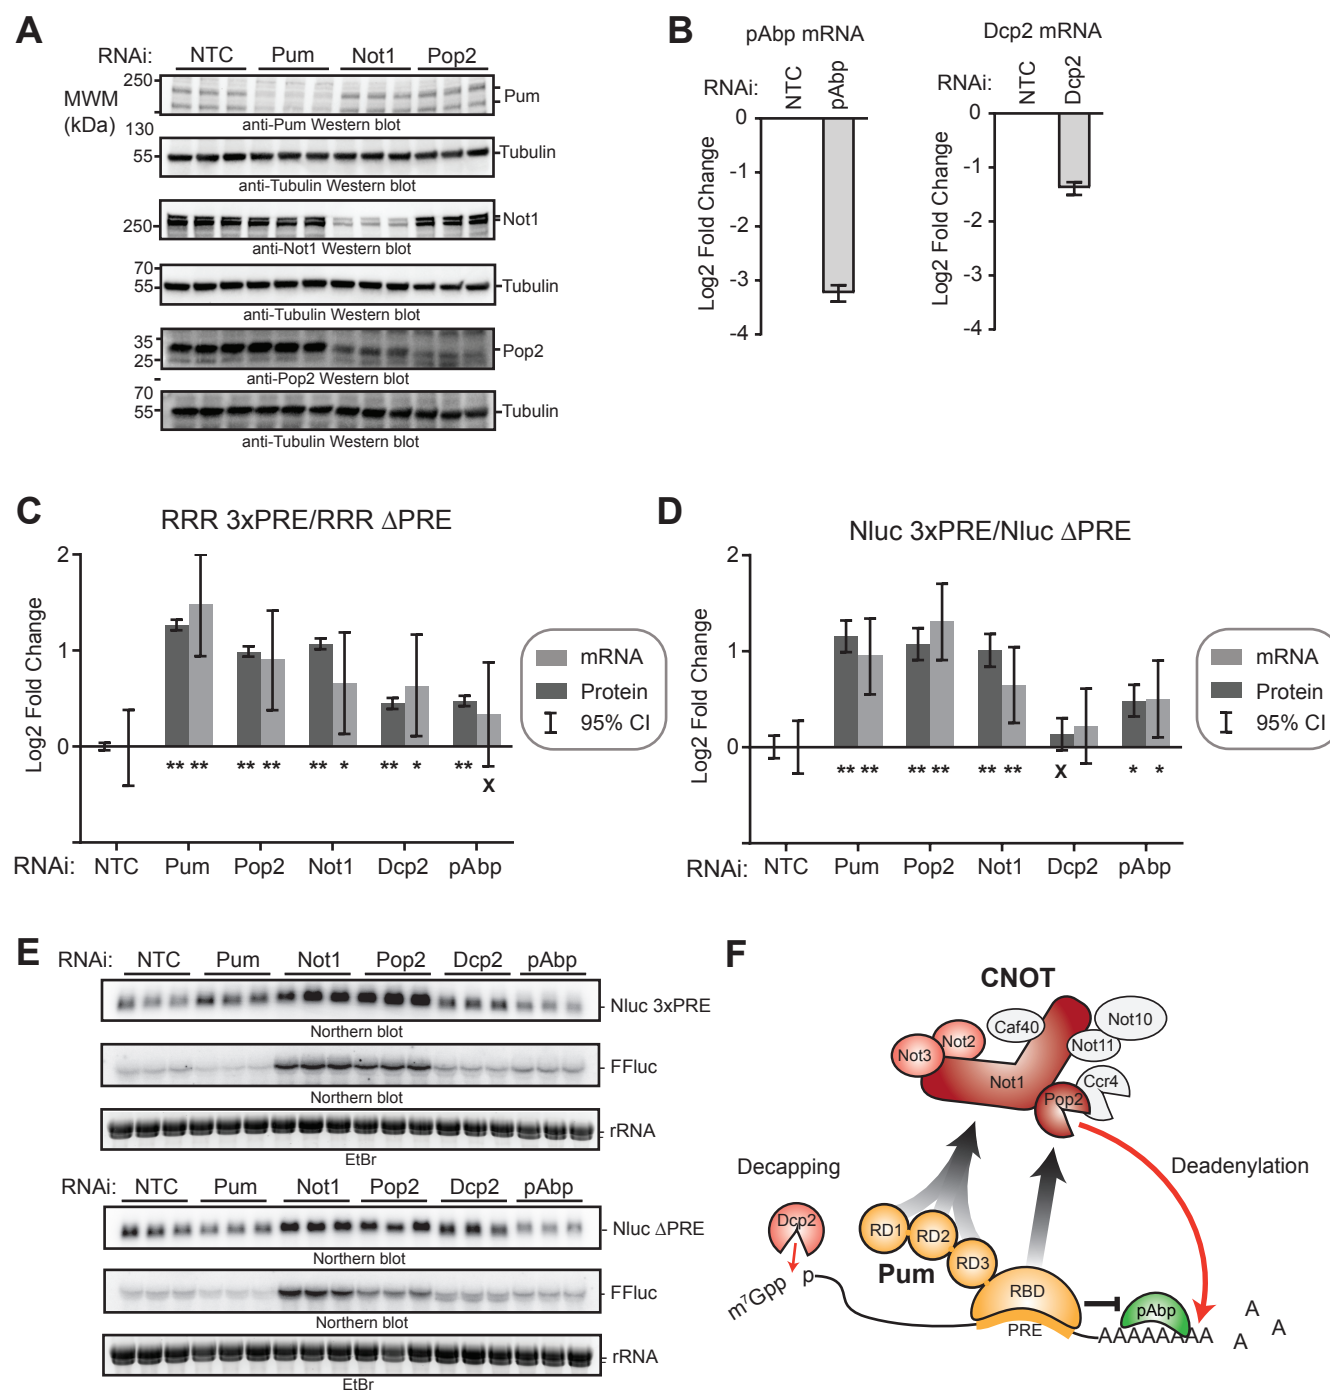 A
RNAi: NTC Pum Not1 Pop2
MWM
(kDa)
250
Pum
anti-Pum Western blot
130
55
Tubulin
anti-Tubulin Western blot
250
Not1
anti-Not1 Western blot
70
55
Tubulin
anti-Tubulin Western blot
35
25
Pop2
anti-Pop2 Western blot
70
55
Tubulin
anti-Tubulin Western blot
B
pAbp mRNA
RNAi: NTC pAbp
Log2 Fold Change
0
-1
-2
-3
-4
Dcp2 mRNA
RNAi: NTC Dcp2
Log2 Fold Change
0
-1
-2
-3
-4
C
RRR 3xPRE/RRR ΔPRE
Log2 Fold Change
2
1
0
** ** ** ** ** * ** * **
x
mRNA
Protein
95% CI
RNAi: NTC Pum Pop2 Not1 Dcp2 pAbp
D
Nluc 3xPRE/Nluc ΔPRE
Log2 Fold Change
2
1
0
** ** ** ** ** ** x * *
mRNA
Protein
95% CI
RNAi: NTC Pum Pop2 Not1 Dcp2 pAbp
E
RNAi: NTC Pum Not1 Pop2 Dcp2 pAbp
Nluc 3xPRE
Northern blot
FFluc
Northern blot
rRNA
EtBr
RNAi: NTC Pum Not1 Pop2 Dcp2 pAbp
Nluc ΔPRE
Northern blot
FFluc
Northern blot
rRNA
EtBr
F
CNOT
Caf40
Not10
Not2
Not11
Not3
Not1
Ccr4
Pop2
Decapping
Deadenylation
Dcp2
RD1
RD2
RD3
Pum
m⁷Gpp p
RBD
PRE
pAbp
AAAAAAAA
A
A
A
A